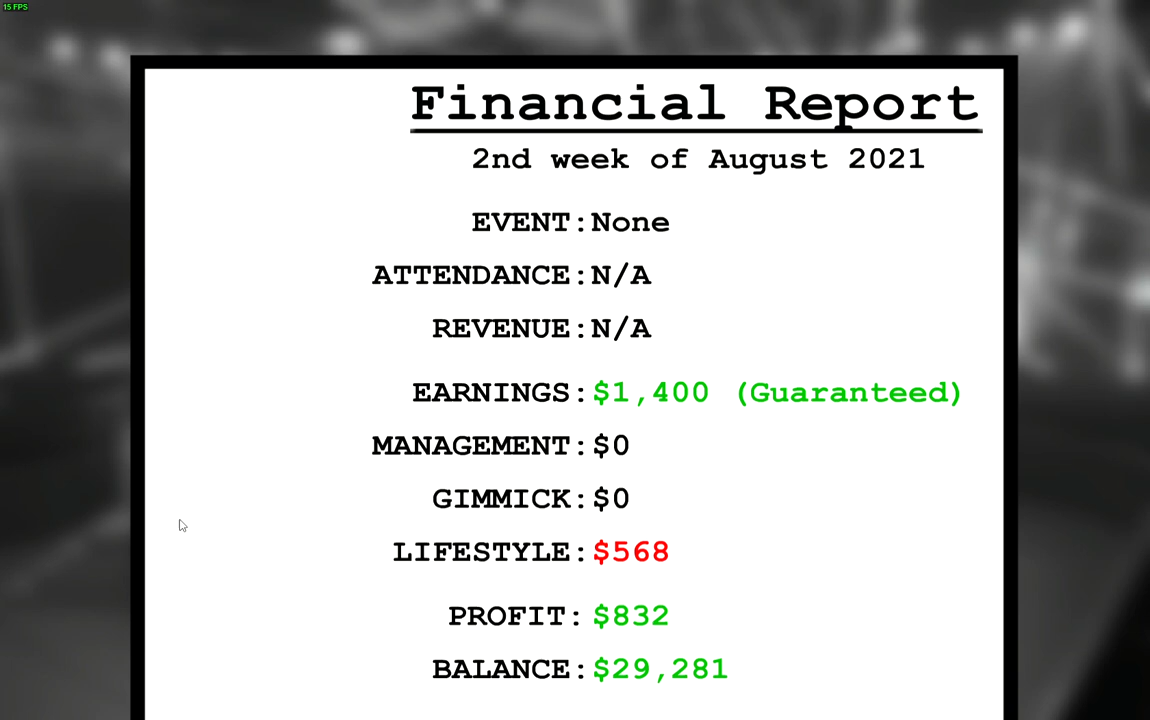 15 FPS
Financial Report
2nd week of August 2021
EVENT:None
ATTENDANCE:N/A
REVENUE:N/A
EARNINGS:$1,400 (Guaranteed)
MANAGEMENT:$0
GIMMICK:$0
LIFESTYLE:$568
PROFIT:$832
BALANCE:$29,281